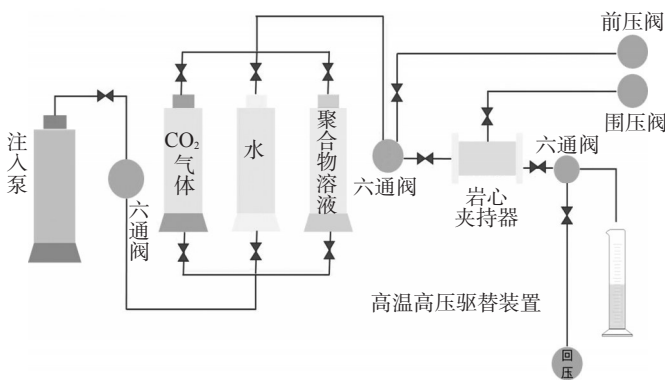 前压阀
围压阀
注入泵
六通阀
CO₂
气体
水
聚合物溶液
六通阀
岩心
夹持器
六通阀
高温高压驱替装置
回压